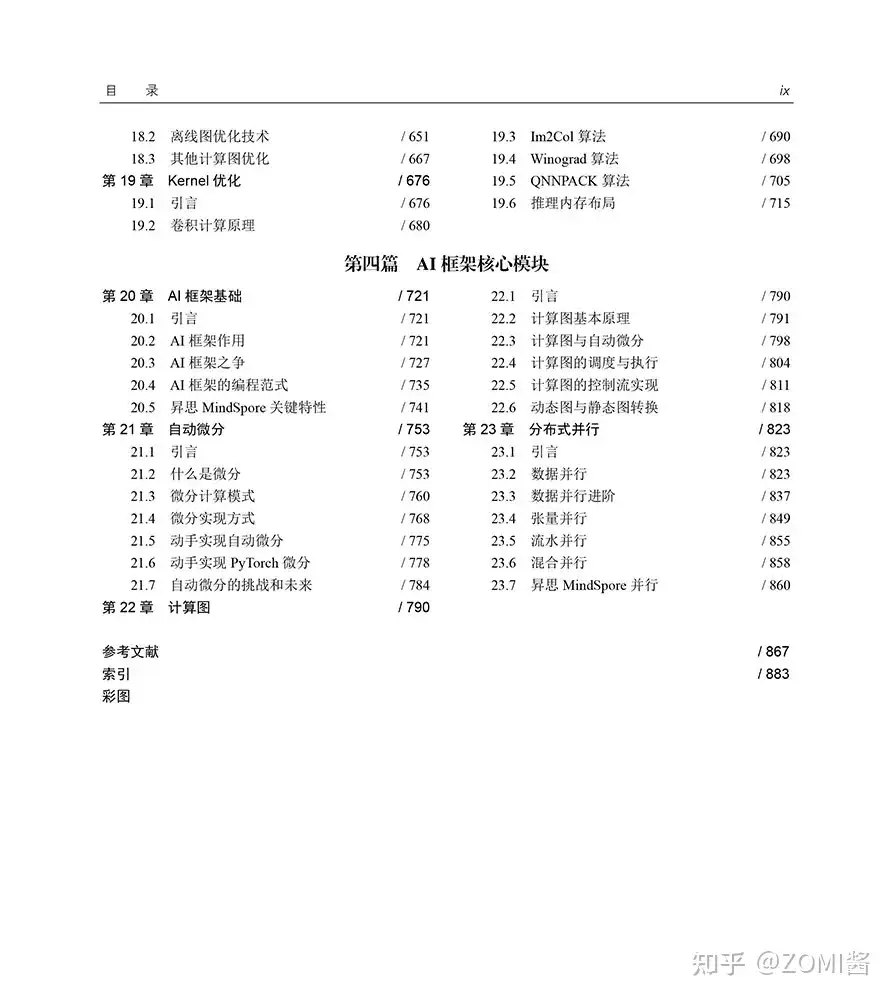 目 录
ix
18.2 离线图优化技术 / 651
18.3 其他计算图优化 / 667
第 19 章 Kernel 优化 / 676
19.1 引言 / 676
19.2 卷积计算原理 / 680
19.3 Im2Col 算法 / 690
19.4 Winograd 算法 / 698
19.5 QNNPACK 算法 / 705
19.6 推理内存布局 / 715
第四篇 AI 框架核心模块
第 20 章 AI 框架基础 / 721
20.1 引言 / 721
20.2 AI 框架作用 / 721
20.3 AI 框架之争 / 727
20.4 AI 框架的编程范式 / 735
20.5 昇思 MindSpore 关键特性 / 741
第 21 章 自动微分 / 753
21.1 引言 / 753
21.2 什么是微分 / 753
21.3 微分计算模式 / 760
21.4 微分实现方式 / 768
21.5 动手实现自动微分 / 775
21.6 动手实现 PyTorch 微分 / 778
21.7 自动微分的挑战和未来 / 784
第 22 章 计算图 / 790
22.1 引言 / 790
22.2 计算图基本原理 / 791
22.3 计算图与自动微分 / 798
22.4 计算图的调度与执行 / 804
22.5 计算图的控制流实现 / 811
22.6 动态图与静态图转换 / 818
第 23 章 分布式并行 / 823
23.1 引言 / 823
23.2 数据并行 / 823
23.3 数据并行进阶 / 837
23.4 张量并行 / 849
23.5 流水并行 / 855
23.6 混合并行 / 858
23.7 昇思 MindSpore 并行 / 860
参考文献 / 867
索引 / 883
彩图
知乎 @ZOMI酱